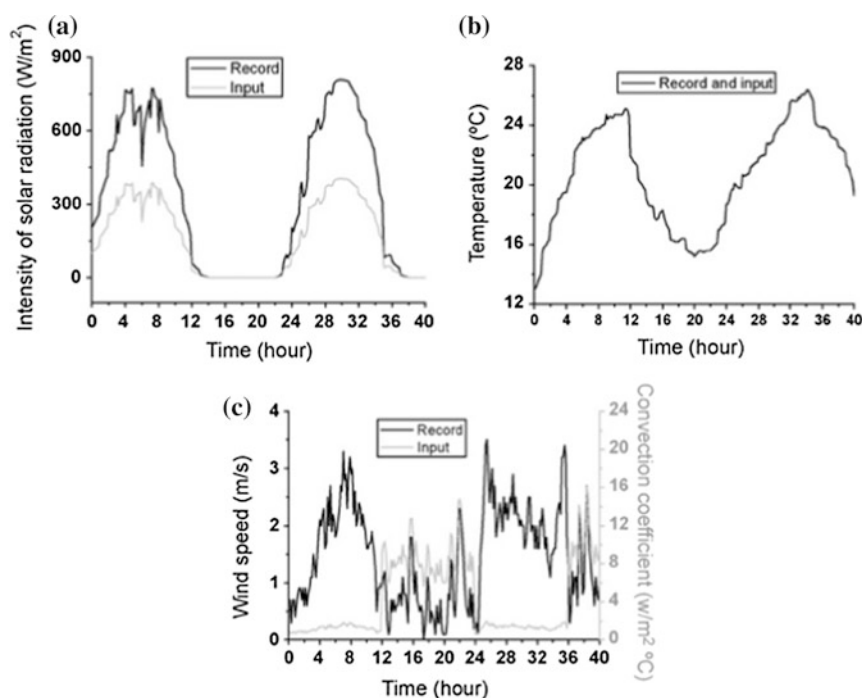 (a)
Intensity of solar radiation (W/m²)
900
600
300
0
Record
Input
0 4 8 12 16 20 24 28 32 36 40
Time (hour)
(b)
Temperature (ºC)
28
24
20
16
12
Record and input
0 4 8 12 16 20 24 28 32 36 40
Time (hour)
(c)
Wind speed (m/s)
4
3
2
1
0
Record
Input
24
20
16
12
8
4
0
Convection coefficient (w/m² ºC)
0 4 8 12 16 20 24 28 32 36 40
Time (hour)